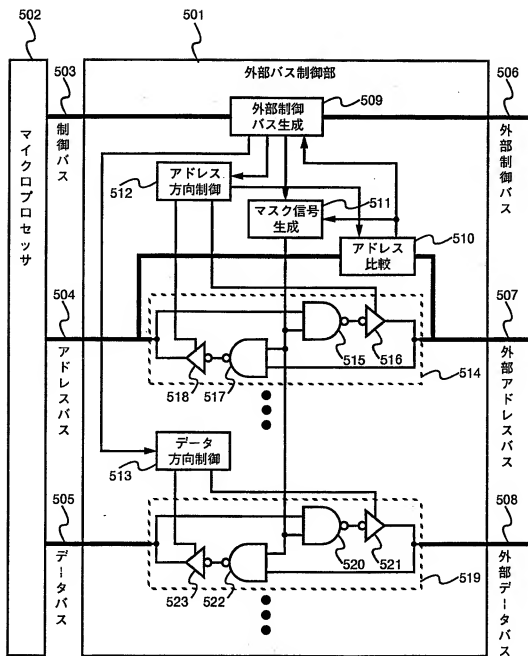 502
501
503
外部バス制御部
509
506
マイクロプロセッサ
制御バス
外部制御
バス生成
外部制御バス
512
アドレス
方向制御
マスク信号
生成
511
アドレス
比較
510
504
アドレスバス
507
外部アドレスバス
515
516
514
518
517
513
データ
方向制御
505
データバス
508
外部データバス
520
521
519
523
522